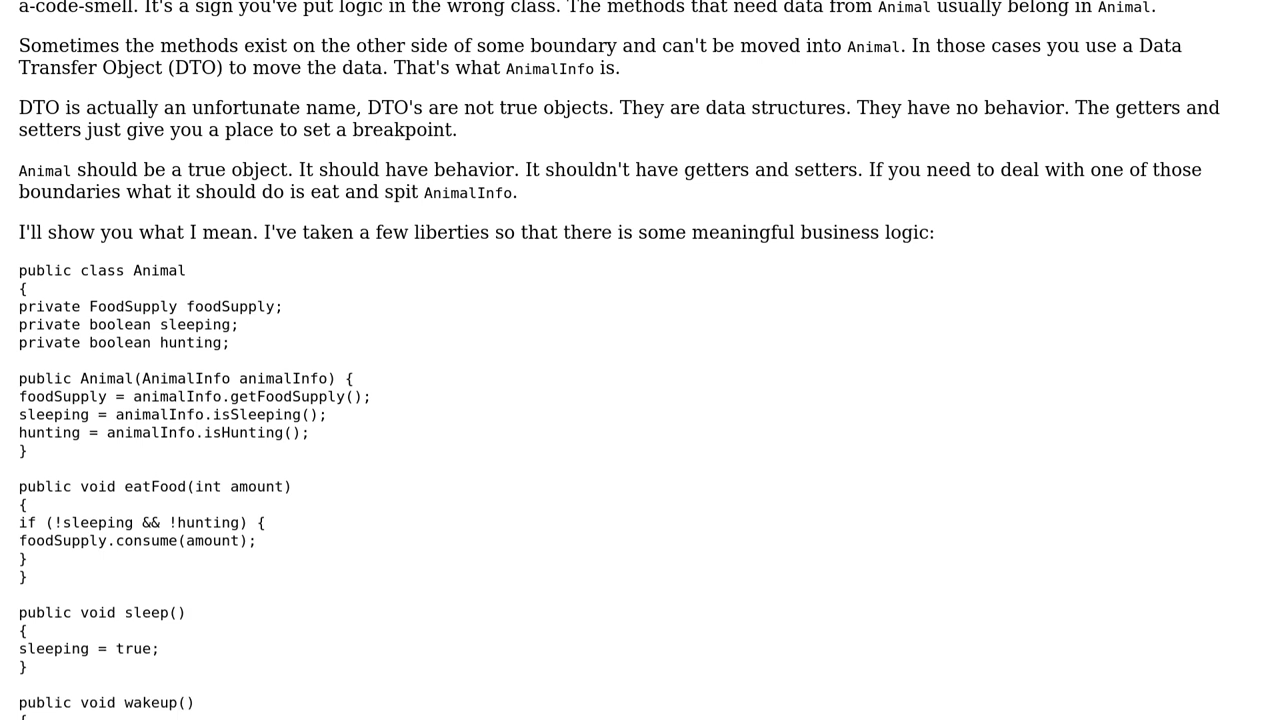 a-code-smell. It's a sign you've put logic in the wrong class. The methods that need data from Animal usually belong in Animal.
Sometimes the methods exist on the other side of some boundary and can't be moved into Animal. In those cases you use a Data
Transfer Object (DTO) to move the data. That's what AnimalInfo is.
DTO is actually an unfortunate name, DTO's are not true objects. They are data structures. They have no behavior. The getters and
setters just give you a place to set a breakpoint.
Animal should be a true object. It should have behavior. It shouldn't have getters and setters. If you need to deal with one of those
boundaries what it should do is eat and spit AnimalInfo.
I'll show you what I mean. I've taken a few liberties so that there is some meaningful business logic:
public class Animal
{
private FoodSupply foodSupply;
private boolean sleeping;
private boolean hunting;
public Animal(AnimalInfo animalInfo) {
foodSupply = animalInfo.getFoodSupply();
sleeping = animalInfo.isSleeping();
hunting = animalInfo.isHunting();
}
public void eatFood(int amount)
{
if (!sleeping && !hunting) {
foodSupply.consume(amount);
}
}
public void sleep()
{
sleeping = true;
}
public void wakeup()
{